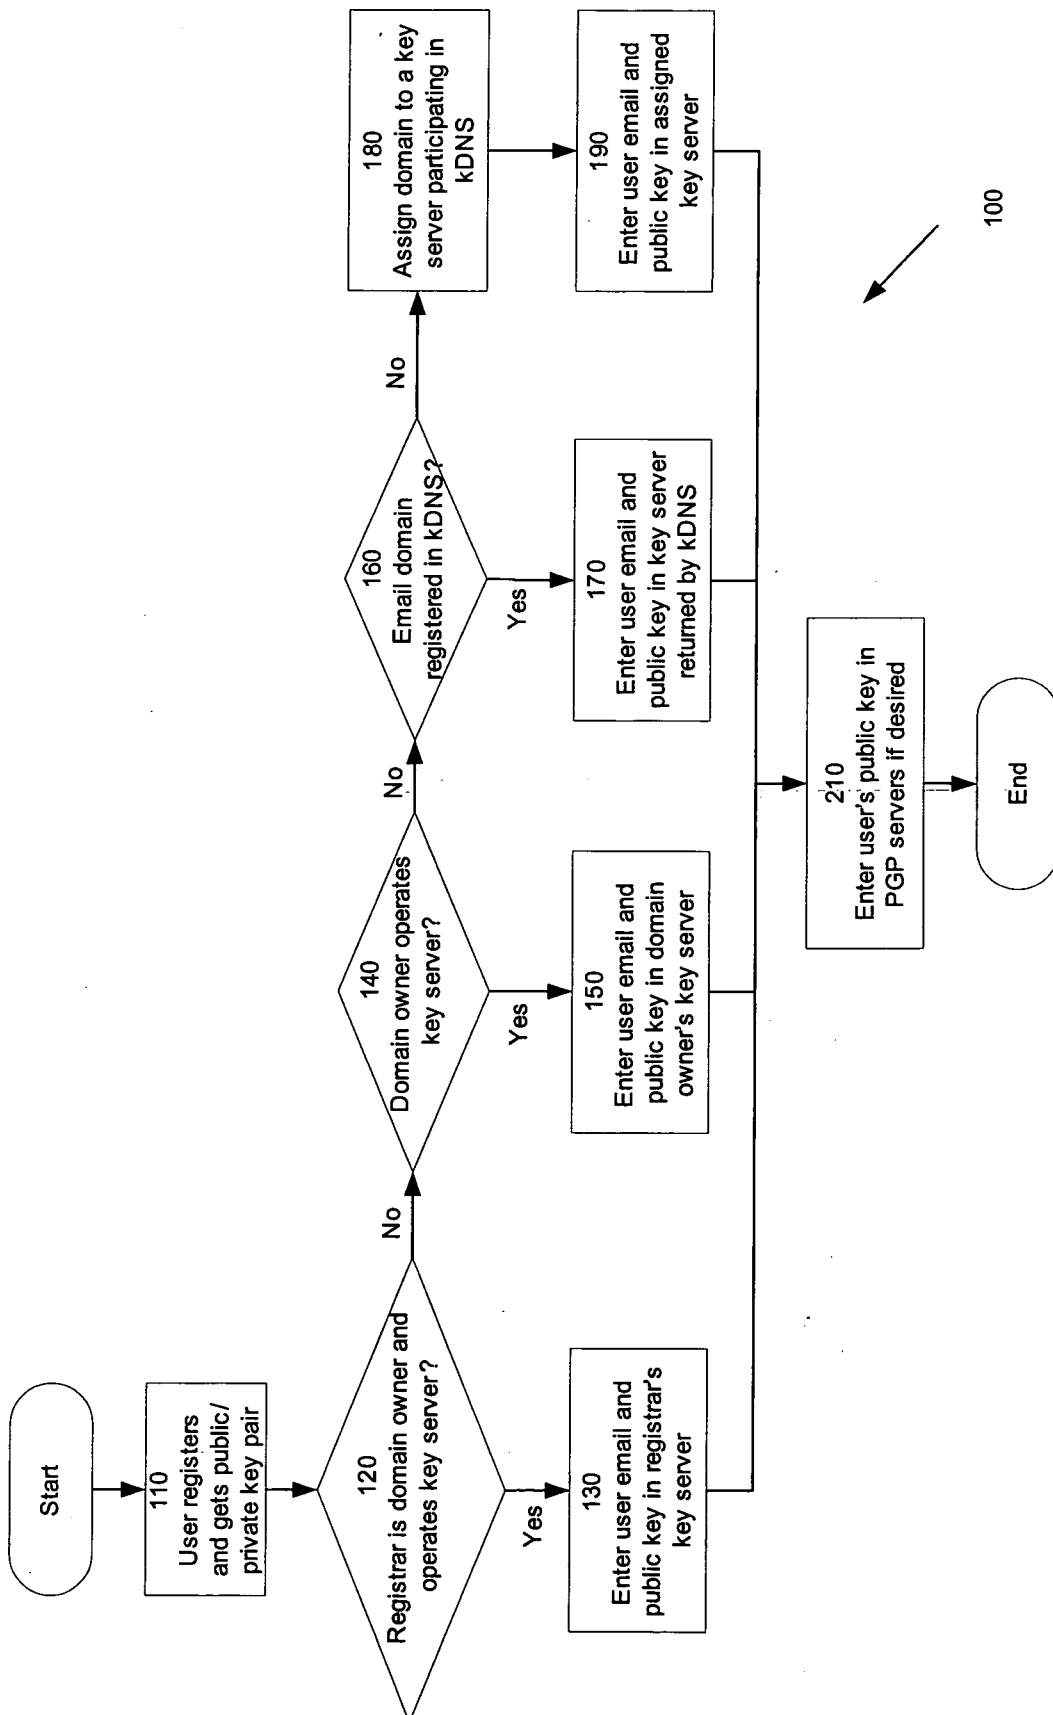 Start
110
User registers
and gets public/
private key pair
120
Registrar is domain owner and
operates key server?
Yes
No
130
Enter user email and
public key in registrar's
key server
140
Domain owner operates
key server?
Yes
No
150
Enter user email and
public key in domain
owner's key server
160
Email domain
registered in kDNS?
Yes
No
170
Enter user email and
public key in key server
returned by kDNS
180
Assign domain to a key
server participating in
kDNS
190
Enter user email and
public key in assigned
key server
210
Enter user's public key in
PGP servers if desired
End
100